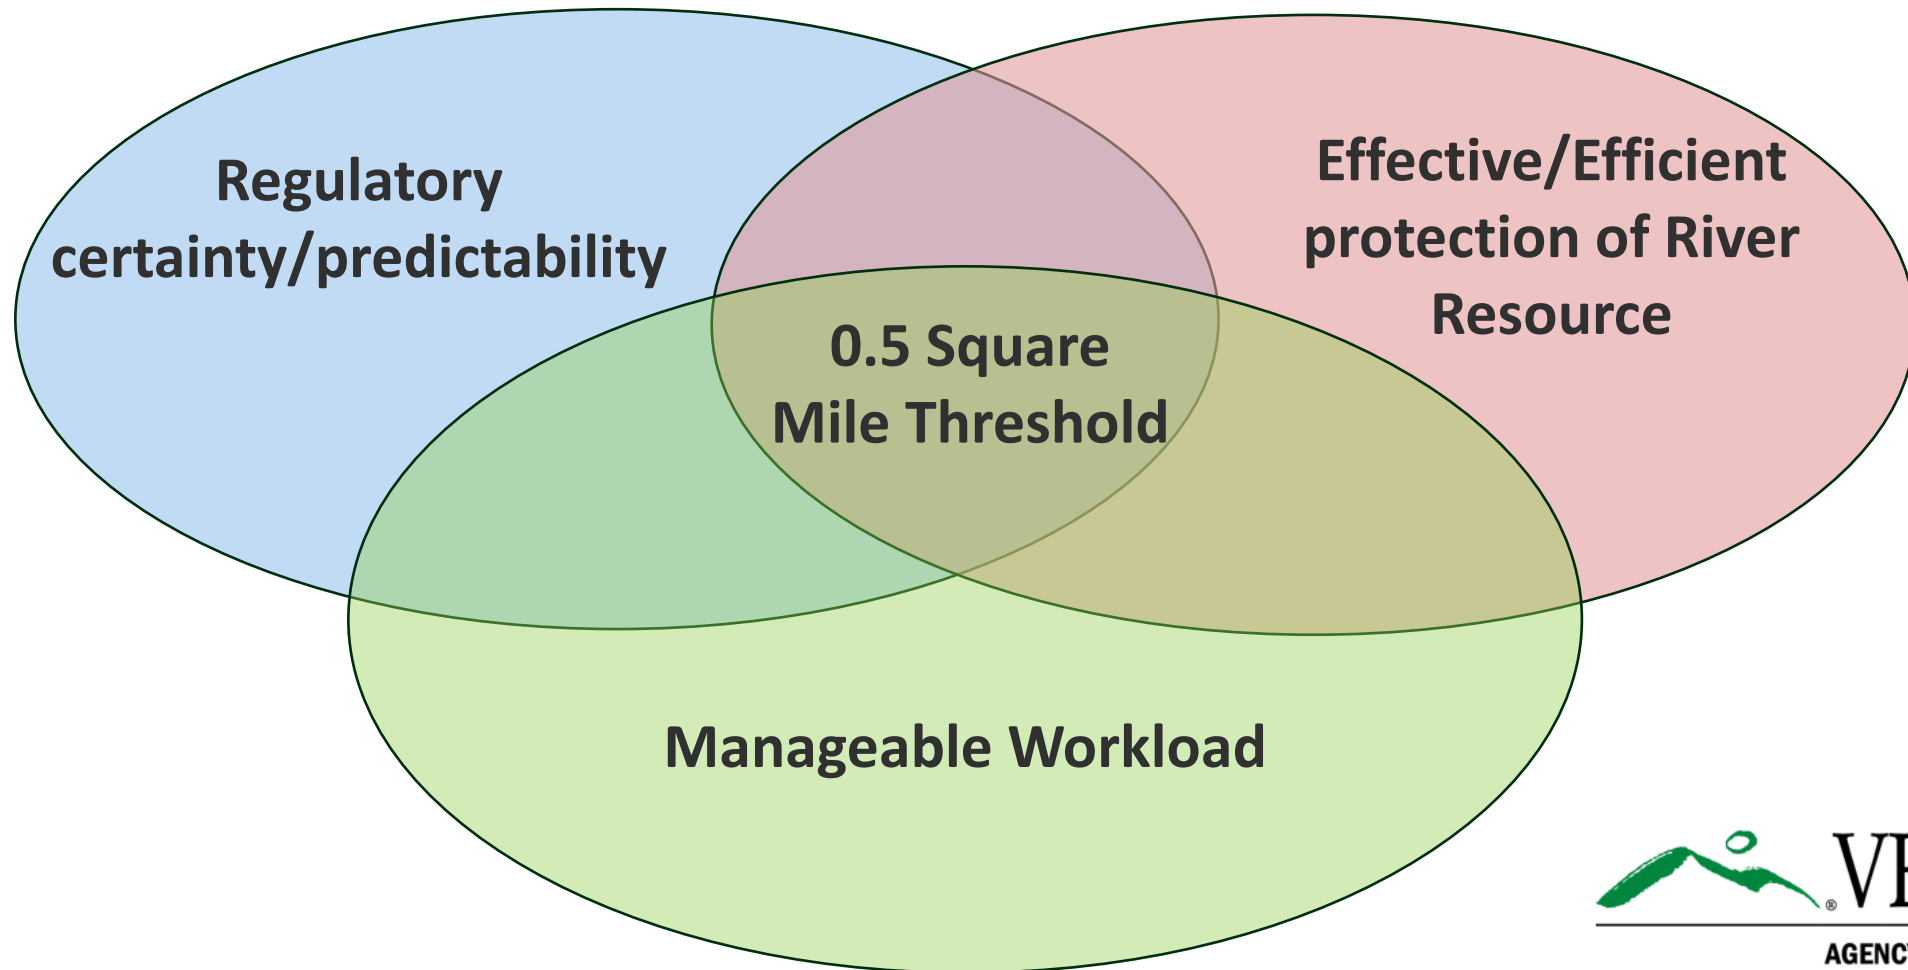 Regulatory
certainty/predictability
Effective/Efficient
protection of River
Resource
0.5 Square
Mile Threshold
Manageable Workload
®